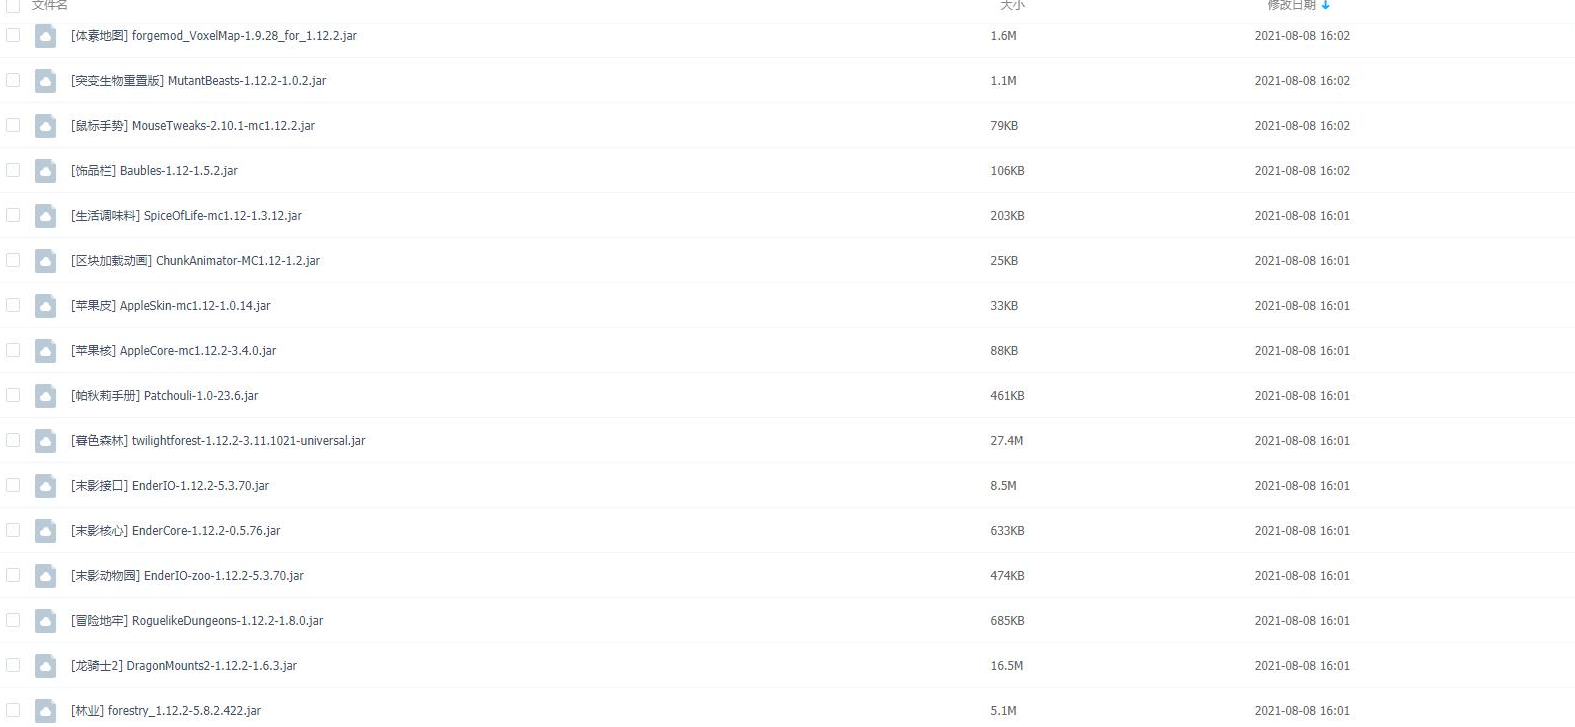 文件名 大小 修改日期
[体素地图] forgemod_VoxelMap-1.9.28_for_1.12.2.jar 1.6M 2021-08-08 16:02
[突变生物重置版] MutantBeasts-1.12.2-1.0.2.jar 1.1M 2021-08-08 16:02
[鼠标手势] MouseTweaks-2.10.1-mc1.12.2.jar 79KB 2021-08-08 16:02
[饰品栏] Baubles-1.12-1.5.2.jar 106KB 2021-08-08 16:02
[生活调味料] SpiceOfLife-mc1.12-1.3.12.jar 203KB 2021-08-08 16:01
[区块加载动画] ChunkAnimator-MC1.12-1.2.jar 25KB 2021-08-08 16:01
[苹果皮] AppleSkin-mc1.12-1.0.14.jar 33KB 2021-08-08 16:01
[苹果核] AppleCore-mc1.12.2-3.4.0.jar 88KB 2021-08-08 16:01
[帕秋莉手册] Patchouli-1.0-23.6.jar 461KB 2021-08-08 16:01
[暮色森林] twilightforest-1.12.2-3.11.1021-universal.jar 27.4M 2021-08-08 16:01
[末影接口] EnderIO-1.12.2-5.3.70.jar 8.5M 2021-08-08 16:01
[末影核心] EnderCore-1.12.2-0.5.76.jar 633KB 2021-08-08 16:01
[末影动物园] EnderIO-zoo-1.12.2-5.3.70.jar 474KB 2021-08-08 16:01
[冒险地牢] RoguelikeDungeons-1.12.2-1.8.0.jar 685KB 2021-08-08 16:01
[龙骑士2] DragonMounts2-1.12.2-1.6.3.jar 16.5M 2021-08-08 16:01
[林业] forestry_1.12.2-5.8.2.422.jar 5.1M 2021-08-08 16:01